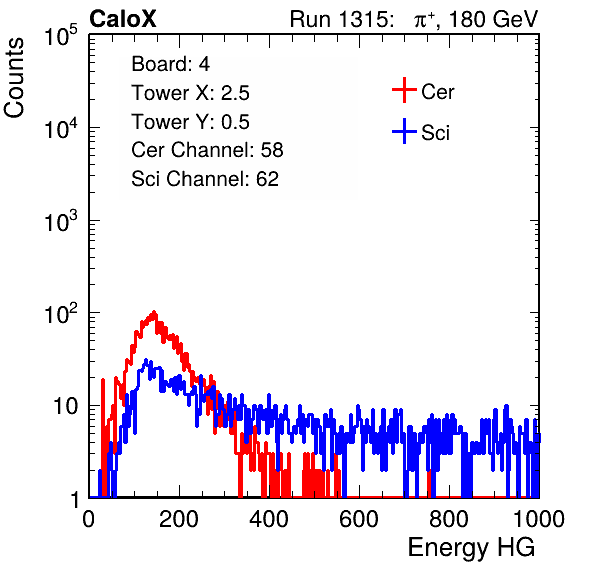 CaloX Run 1315: π⁺, 180 GeV
Counts
Board: 4
Tower X: 2.5
Tower Y: 0.5
Cer Channel: 58
Sci Channel: 62
Cer
Sci
10⁵
10⁴
10³
10²
10
1
0 200 400 600 800 1000
Energy HG